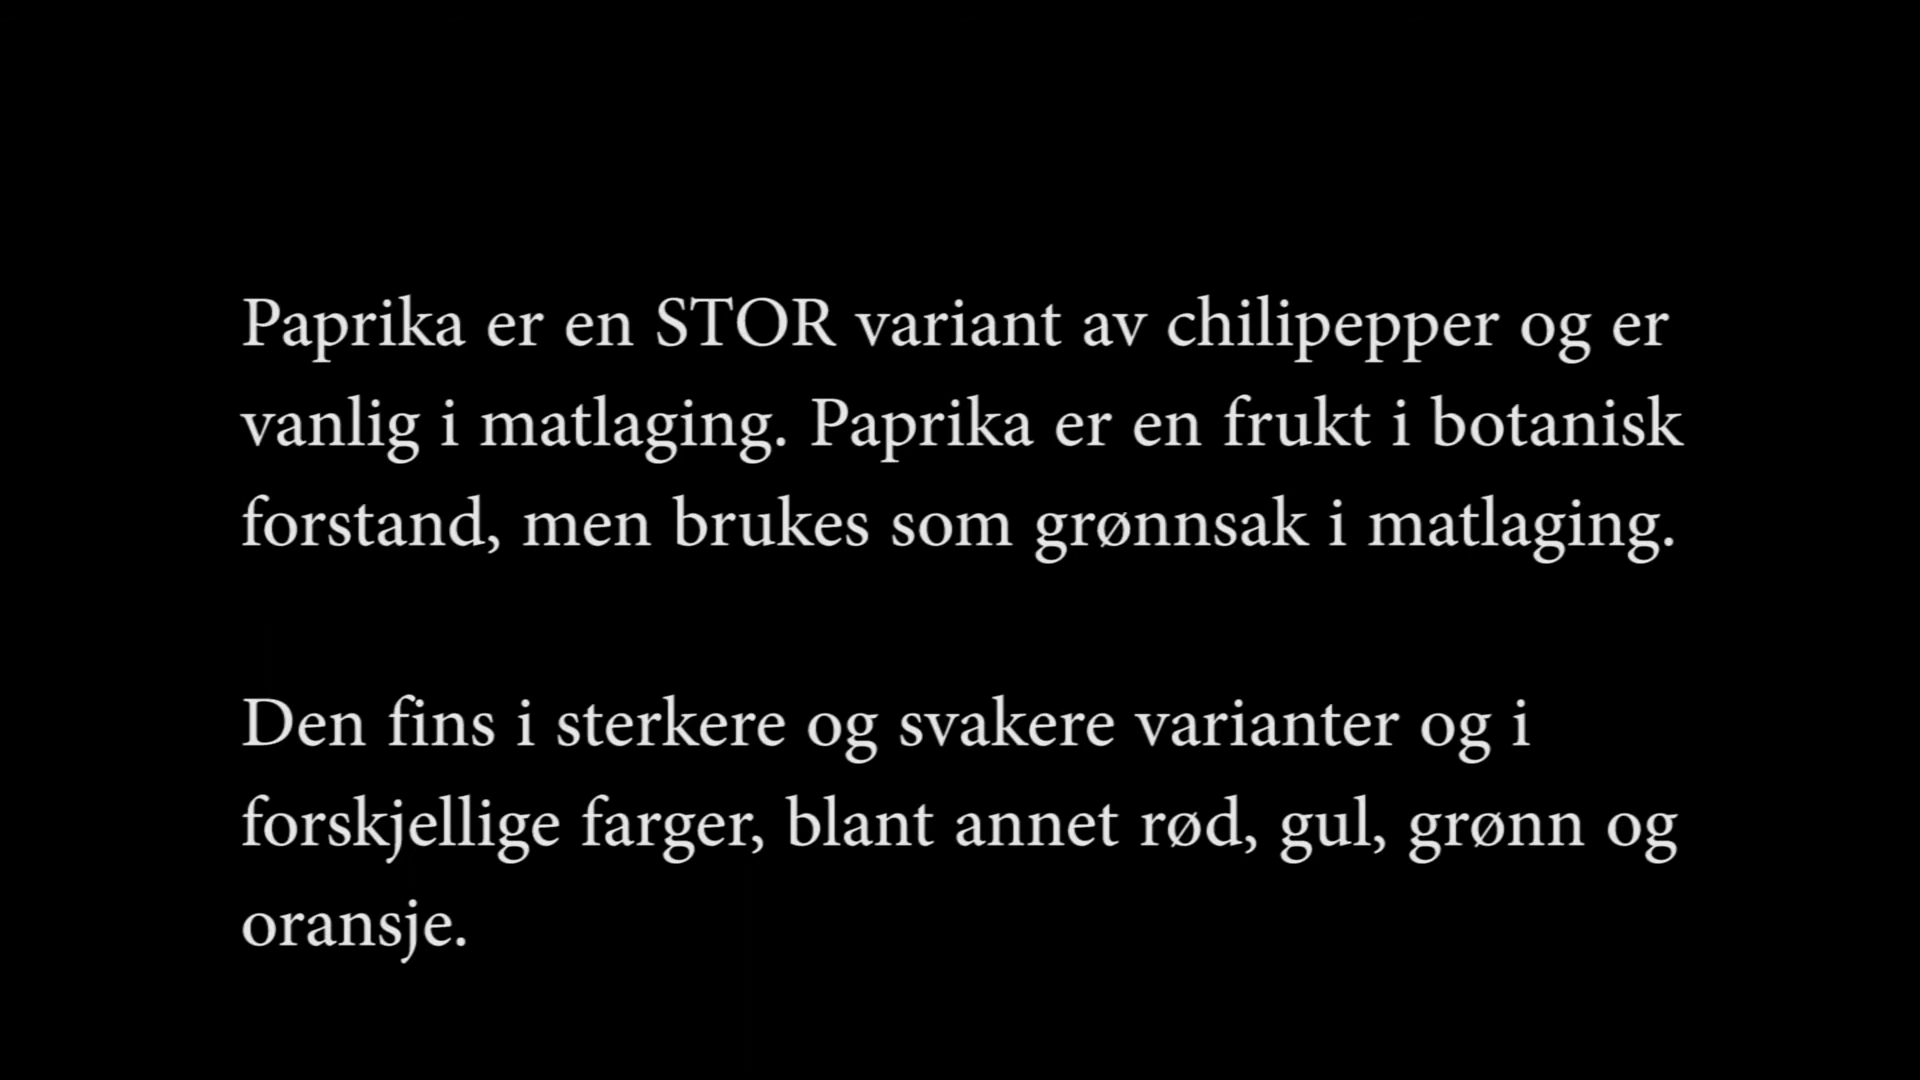 Paprika er en STOR variant av chilipepper og er
vanlig i matlaging. Paprika er en frukt i botanisk
forstand, men brukes som grønnsak i matlaging.
Den fins i sterkere og svakere varianter og i
forskjellige farger, blant annet rød, gul, grønn og
oransje.